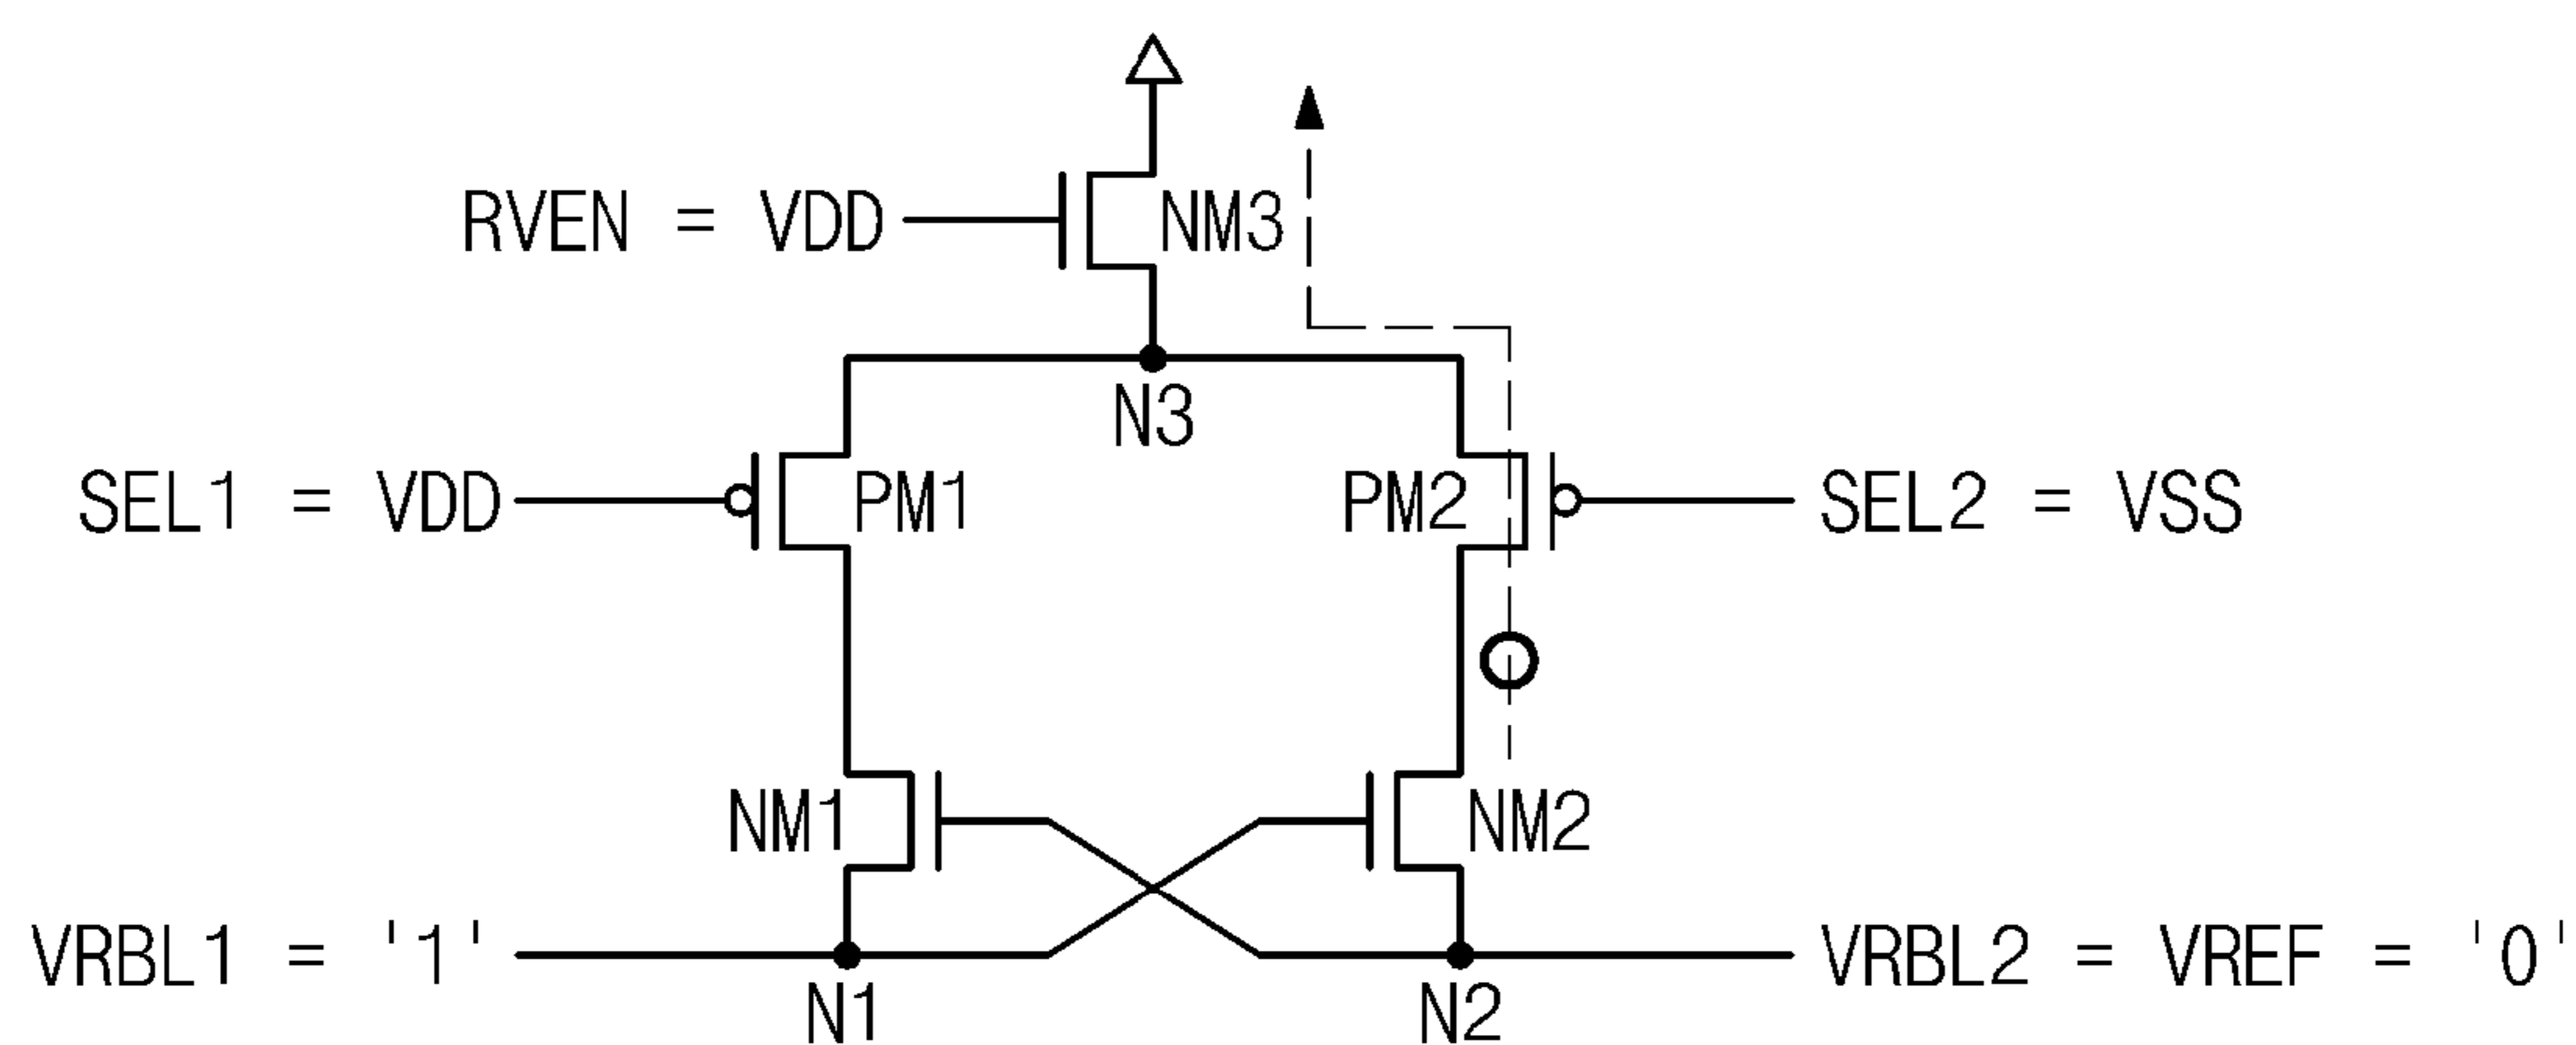 RVEN = VDD
NM3
N3
SEL1 = VDD
PM1
PM2
SEL2 = VSS
NM1
NM2
VRBL1 = '1'
VRBL2 = VREF = '0'
N1
N2